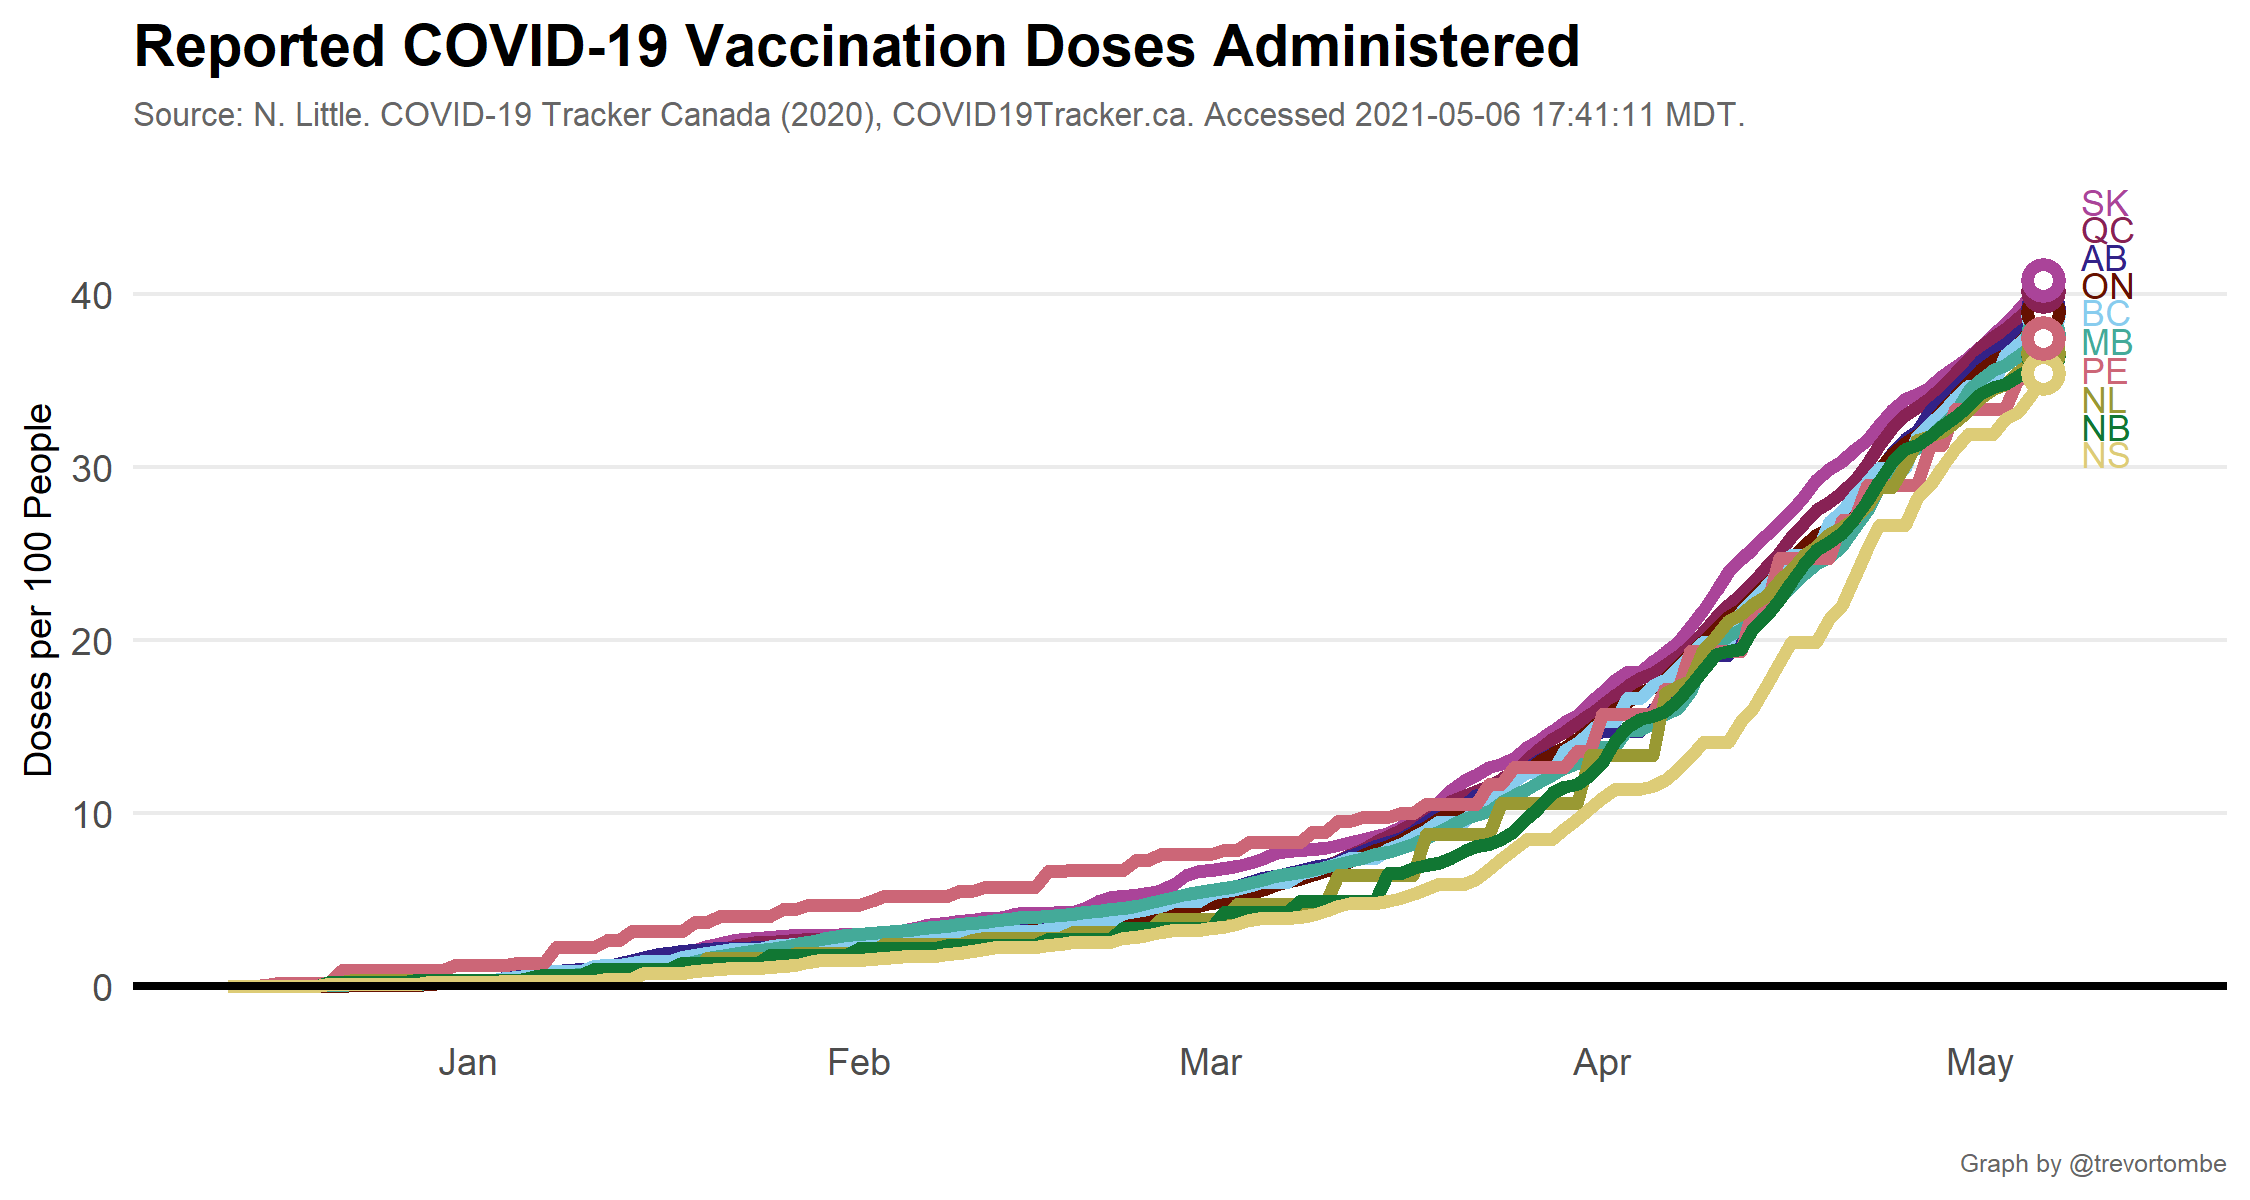 Reported COVID-19 Vaccination Doses Administered
Source: N. Little. COVID-19 Tracker Canada (2020), COVID19Tracker.ca. Accessed 2021-05-06 17:41:11 MDT.
Doses per 100 People
40
30
20
10
0
SK
QC
AB
ON
BC
MB
PE
NL
NB
NS
Jan Feb Mar Apr May
Graph by @trevortombe